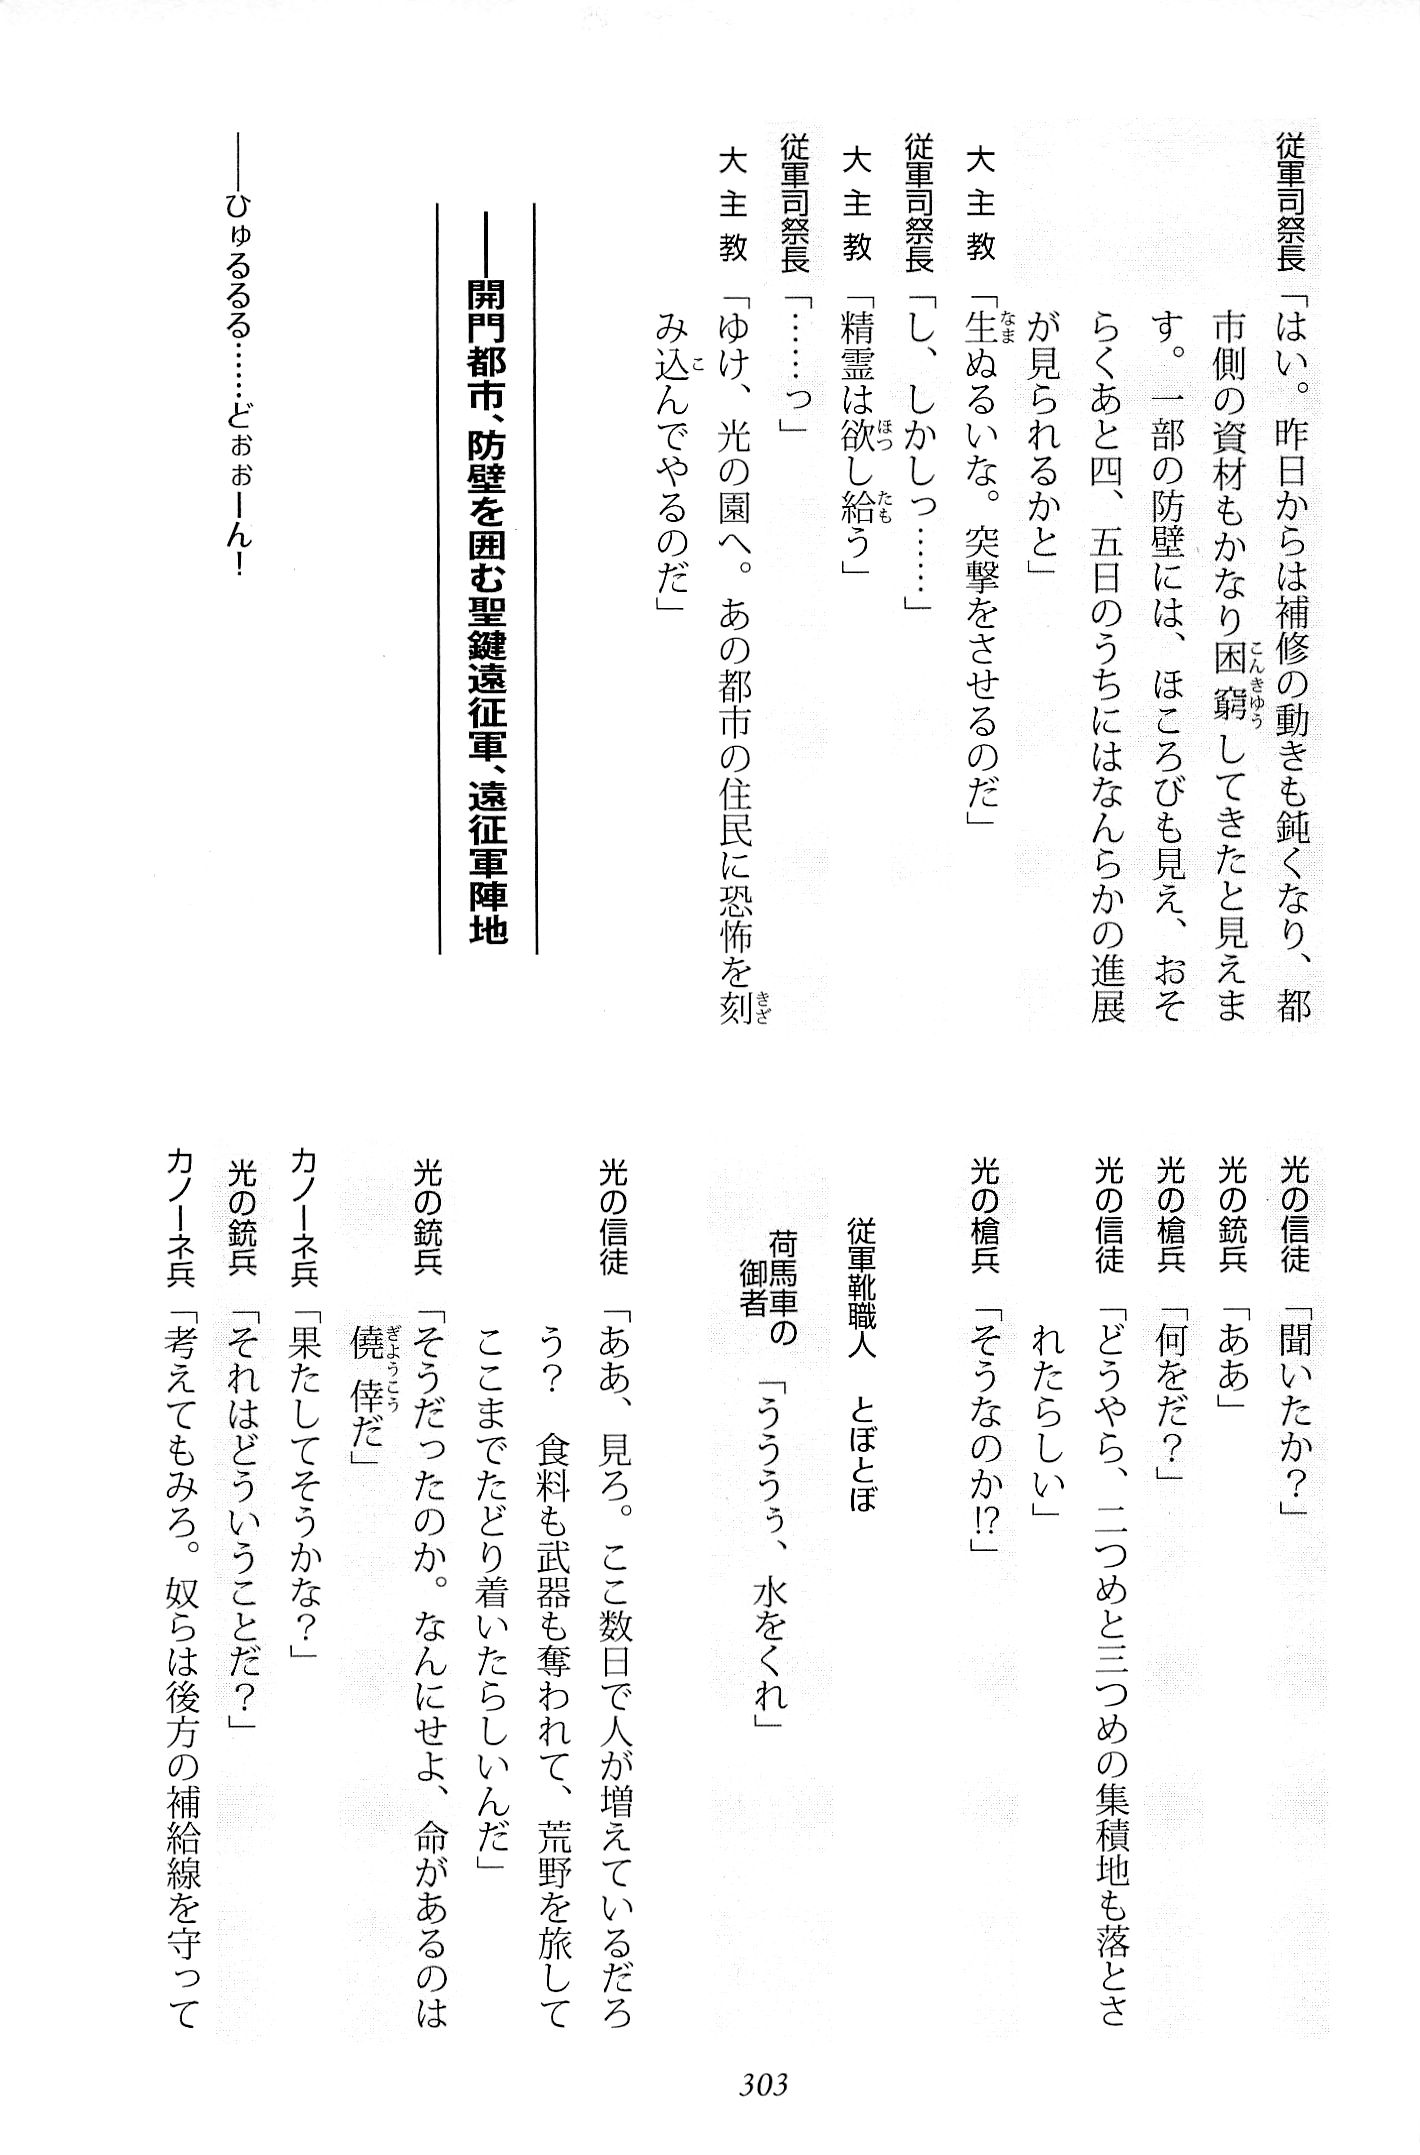 従軍司祭長「はい。昨日からは補修の動きも鈍くなり、都
市側の資材もかなり困窮してきたと見えま
す。一部の防壁には、ほころびも見え、おそ
らくあと四、五日のうちにはなんらかの進展
が見られるかと」
大主教「生ぬるいな。突撃をさせるのだ」
従軍司祭長「し、しかしっ……」
大主教「精霊は欲し給う」
従軍司祭長「……っ」
大主教「ゆけ、光の園へ。あの都市の住民に恐怖を刻
み込んでやるのだ」
――開門都市、防壁を囲む聖鍵遠征軍、遠征軍陣地
――ひゅるるる……どぉぉーん！
光の信徒「聞いたか？」
光の銃兵「ああ」
光の槍兵「何をだ？」
光の信徒「どうやら、二つめと三つめの集積地も落とさ
れたらしい」
光の槍兵「そうなのか!?」
従軍靴職人　とぼとぼ
荷馬車の御者「うううぅ、水をくれ」
光の信徒「ああ、見ろ。ここ数日で人が増えているだろ
う？　食料も武器も奪われて、荒野を旅して
ここまでたどり着いたらしいんだ」
光の銃兵「そうだったのか。なんにせよ、命があるのは
僥倖だ」
カノーネ兵「果たしてそうかな？」
光の銃兵「それはどういうことだ？」
カノーネ兵「考えてもみろ。奴らは後方の補給線を守って
303